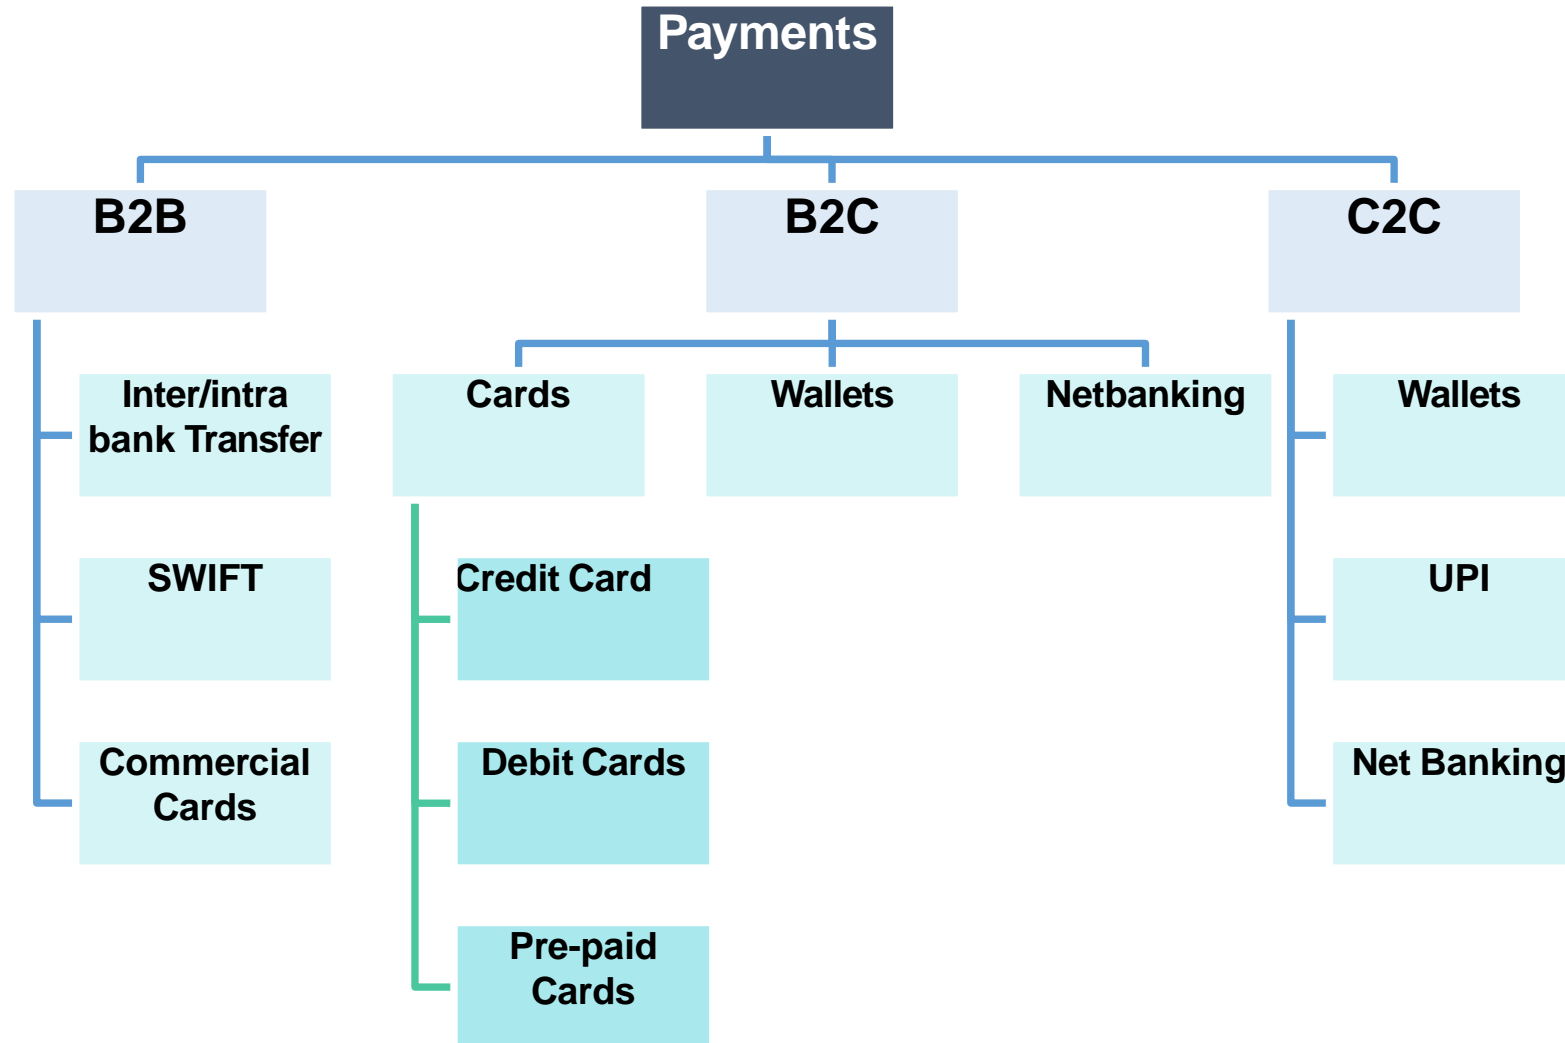 Payments
B2B
B2C
C2C
Inter/intra
bank Transfer
Cards
Wallets
Netbanking
Wallets
SWIFT
Credit Card
UPI
Commercial
Cards
Debit Cards
Net Banking
Pre-paid
Cards